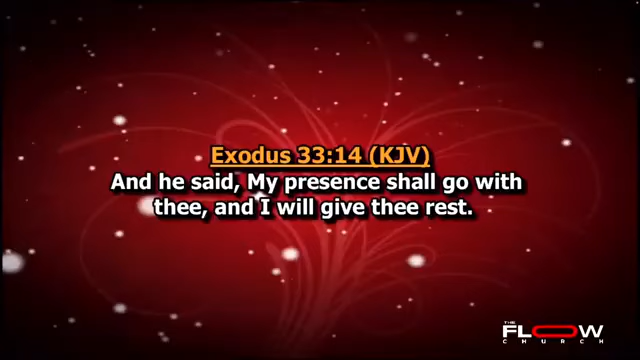 Exodus 33:14 (KJV)
And he said, My presence shall go with
thee, and I will give thee rest.
THE
FLOW
CHURCH